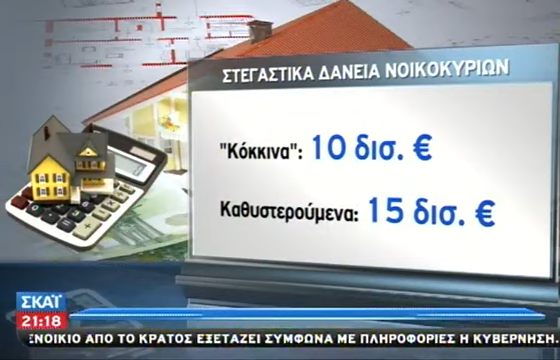 ΣΤΕΓΑΣΤΙΚΑ ΔΑΝΕΙΑ ΝΟΙΚΟΚΥΡΙΩΝ
"Κόκκινα": 10 δισ. €
Καθυστερούμενα: 15 δισ. €
ΣΚΑΪ
21:18
ΞΝΟΙΚΙΟ ΑΠΟ ΤΟ ΚΡΑΤΟΣ ΕΞΕΤΑΖΕΙ ΣΥΜΦΩΝΑ ΜΕ ΠΛΗΡΟΦΟΡΙΕΣ Η ΚΥΒΕΡΝΗΣΗ